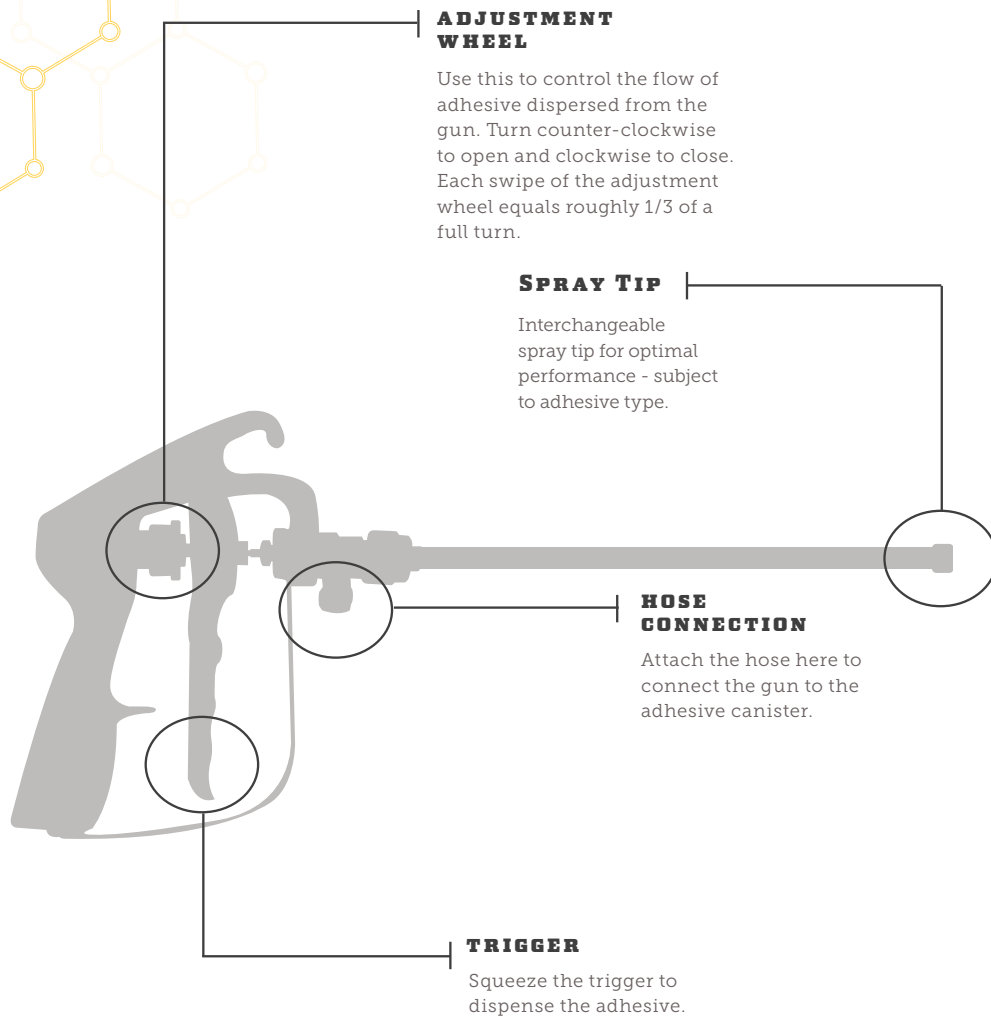 ADJUSTMENT
WHEEL
Use this to control the flow of
adhesive dispersed from the
gun. Turn counter-clockwise
to open and clockwise to close.
Each swipe of the adjustment
wheel equals roughly 1/3 of a
full turn.
SPRAY TIP
Interchangeable
spray tip for optimal
performance - subject
to adhesive type.
HOSE
CONNECTION
Attach the hose here to
connect the gun to the
adhesive canister.
TRIGGER
Squeeze the trigger to
dispense the adhesive.